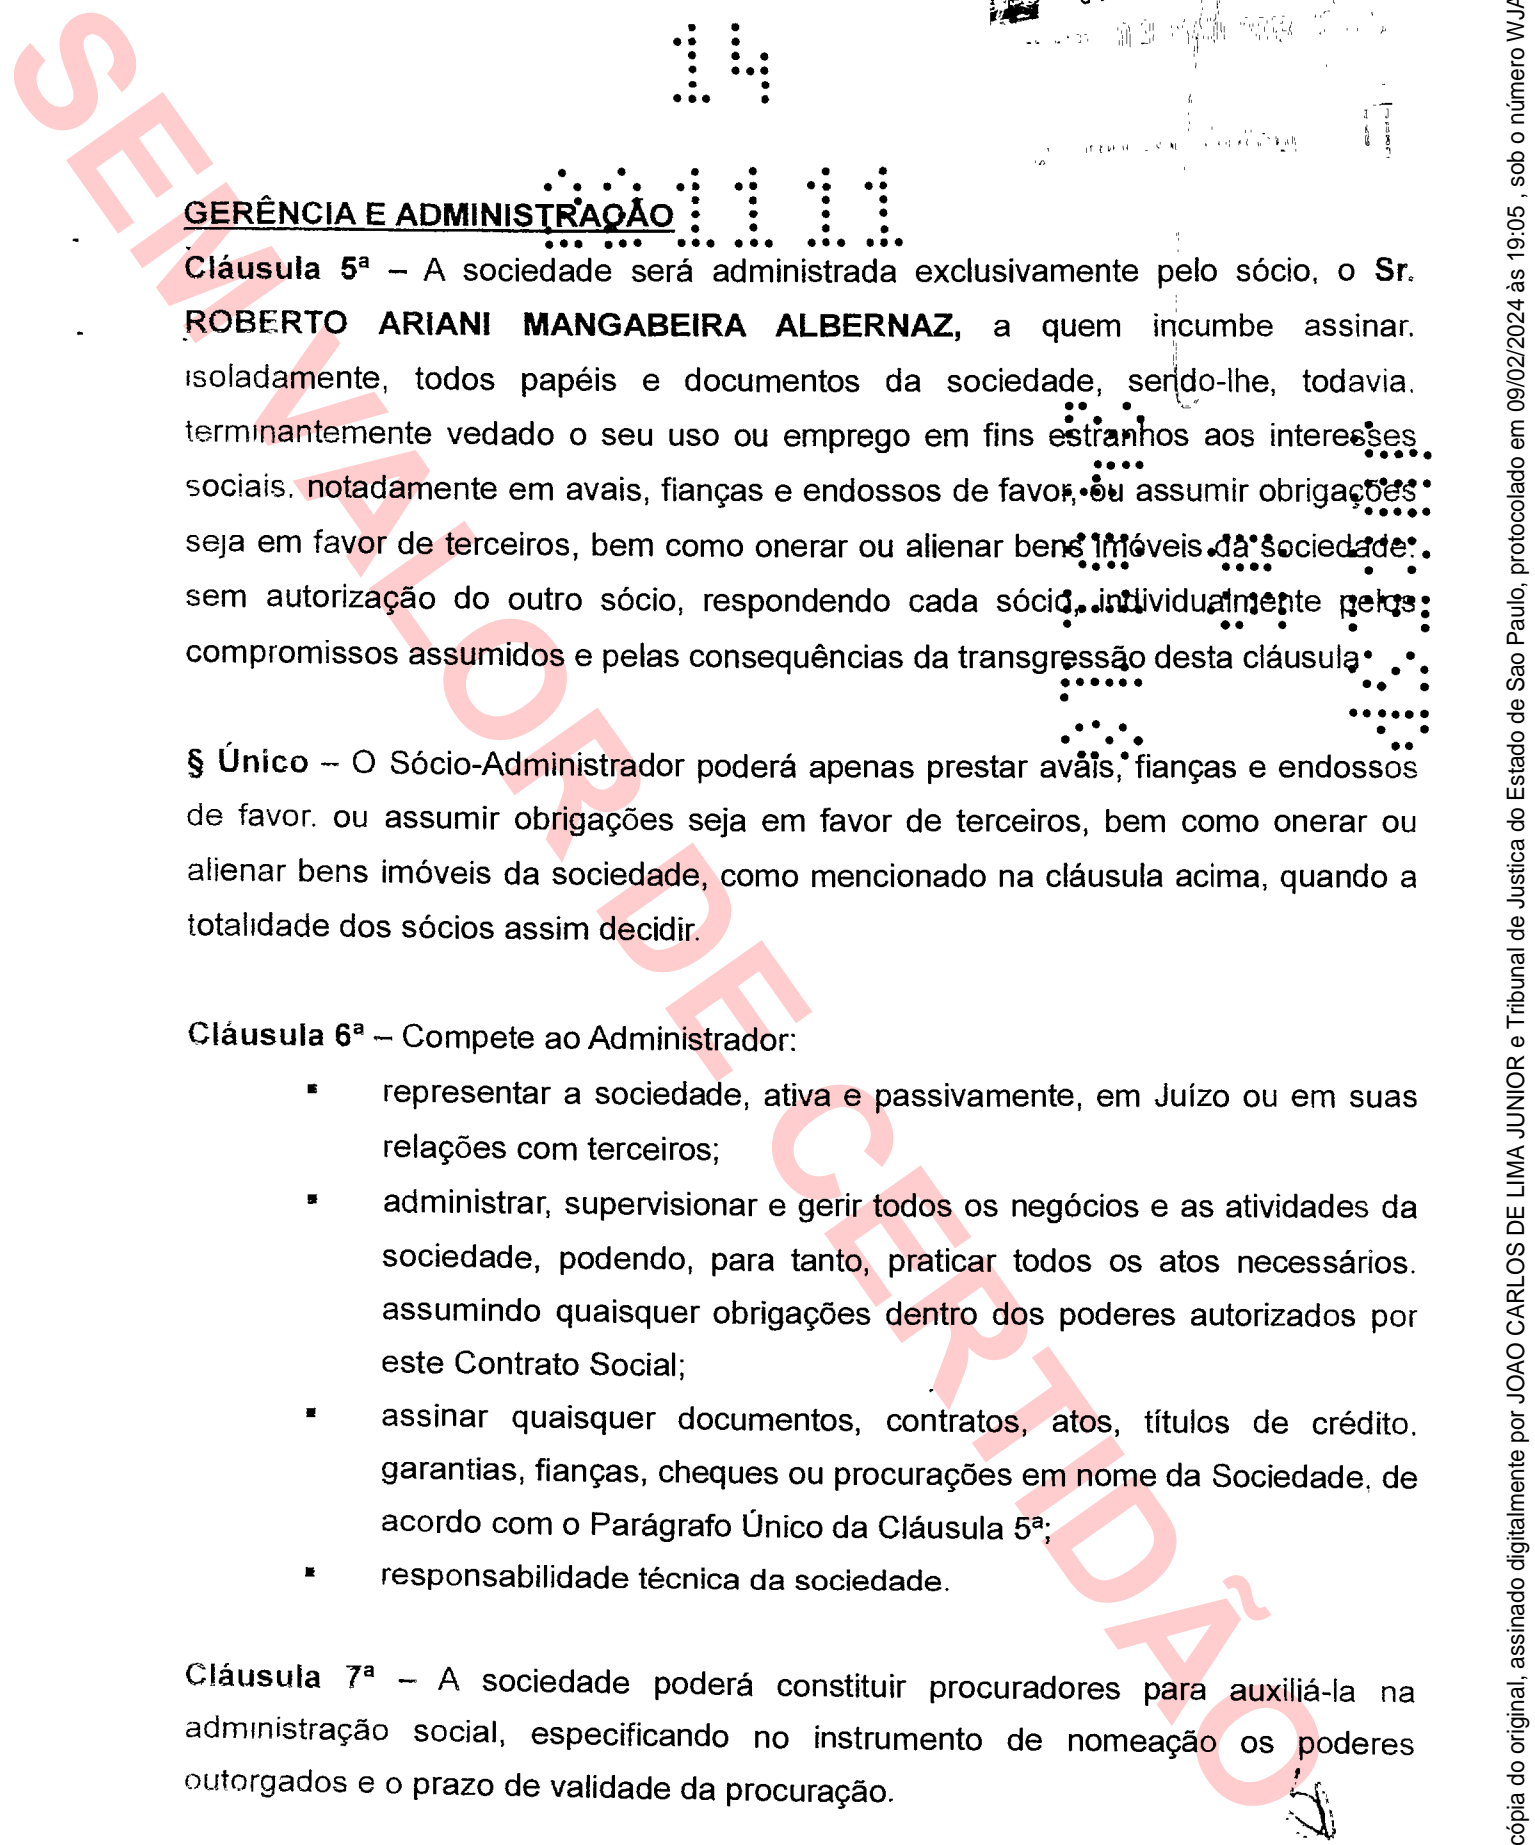 14
GERÊNCIA E ADMINISTRAÇÃO
Cláusula 5ª – A sociedade será administrada exclusivamente pelo sócio, o Sr.
ROBERTO ARIANI MANGABEIRA ALBERNAZ, a quem incumbe assinar.
isoladamente, todos papéis e documentos da sociedade, sendo-lhe, todavia.
terminantemente vedado o seu uso ou emprego em fins estranhos aos interesses
sociais. notadamente em avais, fianças e endossos de favor, ou assumir obrigações
seja em favor de terceiros, bem como onerar ou alienar bens imóveis da sociedade.
sem autorização do outro sócio, respondendo cada sócio, individualmente pelos
compromissos assumidos e pelas consequências da transgressão desta cláusula
§ Único – O Sócio-Administrador poderá apenas prestar avais, fianças e endossos
de favor. ou assumir obrigações seja em favor de terceiros, bem como onerar ou
alienar bens imóveis da sociedade, como mencionado na cláusula acima, quando a
totalidade dos sócios assim decidir.
Cláusula 6ª – Compete ao Administrador:
▪ representar a sociedade, ativa e passivamente, em Juízo ou em suas
relações com terceiros;
▪ administrar, supervisionar e gerir todos os negócios e as atividades da
sociedade, podendo, para tanto, praticar todos os atos necessários.
assumindo quaisquer obrigações dentro dos poderes autorizados por
este Contrato Social;
▪ assinar quaisquer documentos, contratos, atos, títulos de crédito.
garantias, fianças, cheques ou procurações em nome da Sociedade, de
acordo com o Parágrafo Único da Cláusula 5ª;
▪ responsabilidade técnica da sociedade.
Cláusula 7ª – A sociedade poderá constituir procuradores para auxiliá-la na
administração social, especificando no instrumento de nomeação os poderes
outorgados e o prazo de validade da procuração.
SEM VALOR DE CERTIDÃO
cópia do original, assinado digitalmente por JOAO CARLOS DE LIMA JUNIOR e Tribunal de Justica do Estado de Sao Paulo, protocolado em 09/02/2024 às 19:05 , sob o número WJA